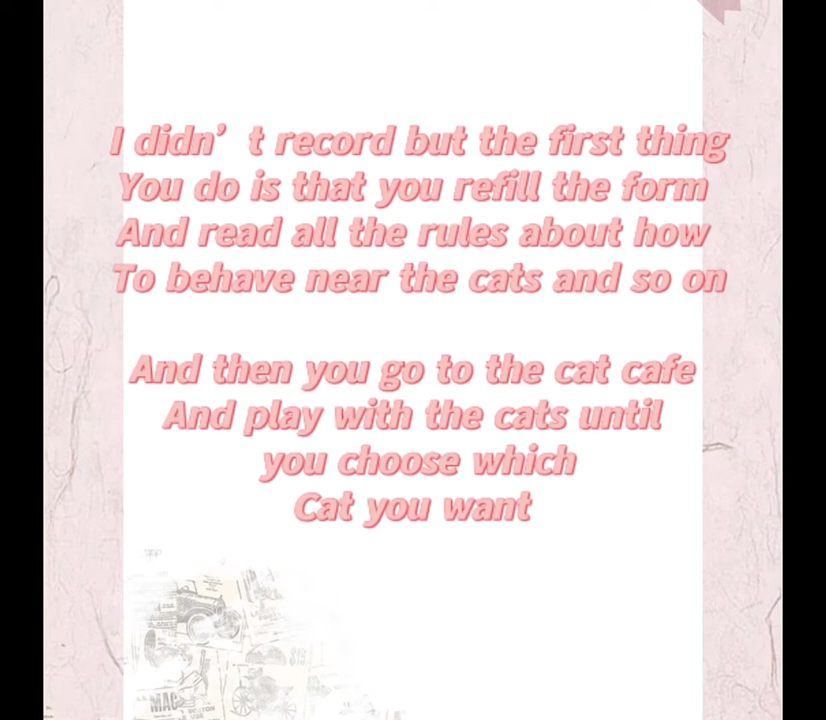 I didn’ t record but the first thing
You do is that you refill the form
And read all the rules about how
To behave near the cats and so on
And then you go to the cat cafe
And play with the cats until
you choose which
Cat you want
MAG